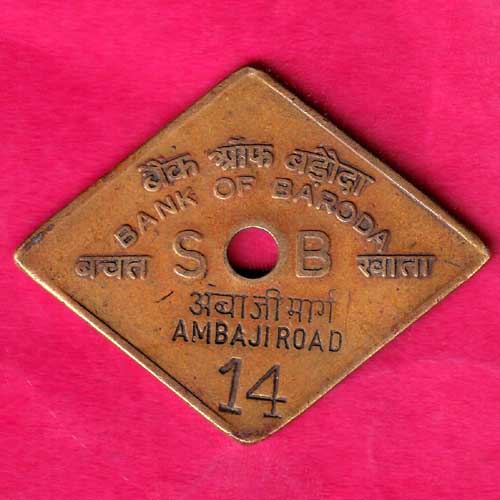 बैंक ऑफ बड़ौदा
BANK OF BARODA
बचत S B खाता
अंबाजी मार्ग
AMBAJI ROAD
14